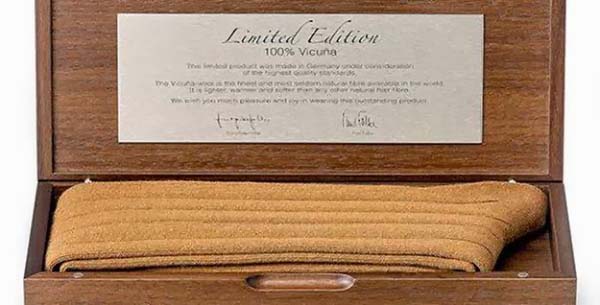 Limited Edition
100% Vicuña
This limited product was made in Germany under consideration
of the highest quality standards.
The Vicuña-wool is the finest and most seldom natural fibre available in the world.
It is lighter, warmer and softer than any other natural hair fibre.
We wish you much pleasure and joy in wearing this outstanding product.